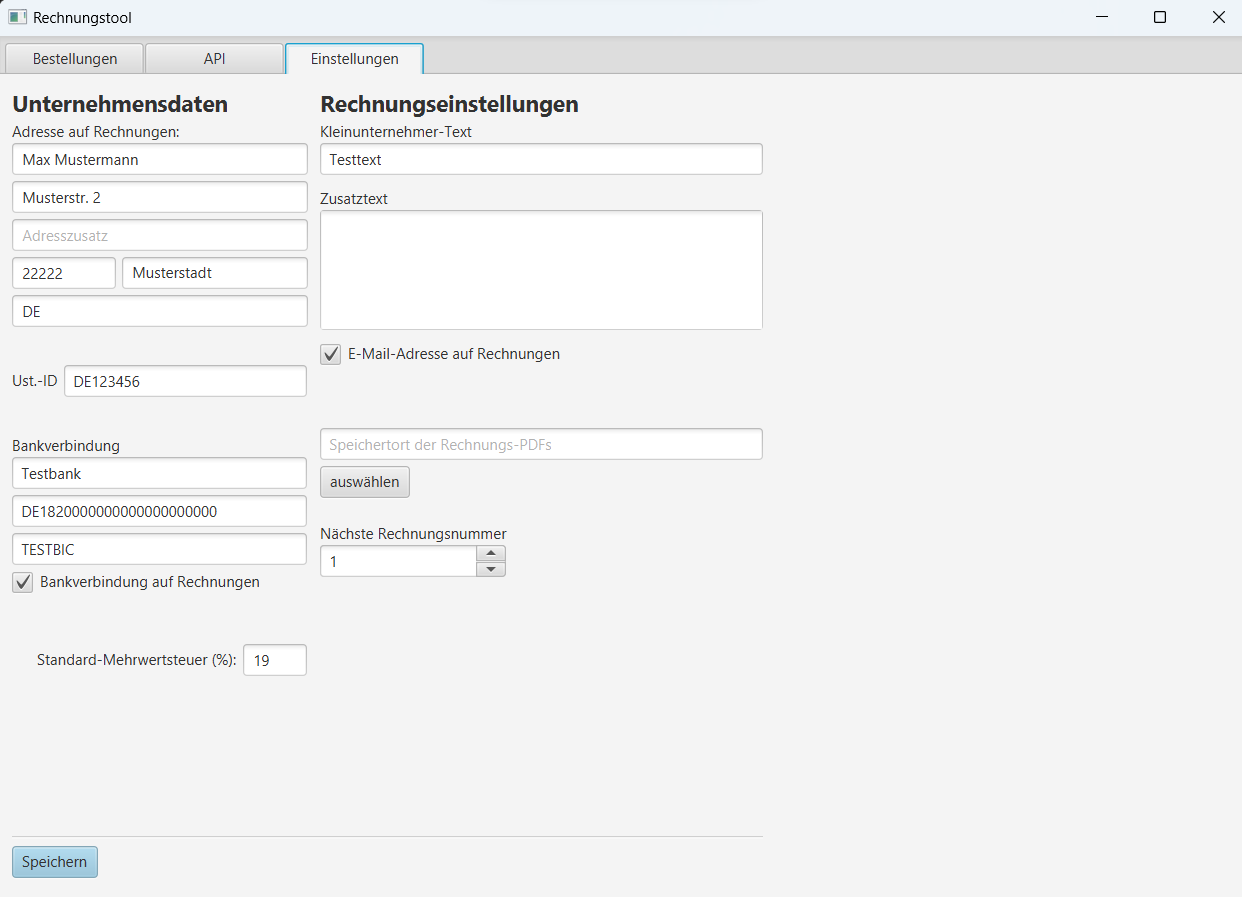 Rechnungstool
Bestellungen
API
Einstellungen
Unternehmensdaten
Adresse auf Rechnungen:
Max Mustermann
Musterstr. 2
Adresszusatz
22222
Musterstadt
DE
Ust.-ID
DE123456
Bankverbindung
Testbank
DE1820000000000000000000
TESTBIC
Bankverbindung auf Rechnungen
Standard-Mehrwertsteuer (%):
19
Rechnungseinstellungen
Kleinunternehmer-Text
Testtext
Zusatztext
E-Mail-Adresse auf Rechnungen
Speichertort der Rechnungs-PDFs
auswählen
Nächste Rechnungsnummer
1
Speichern